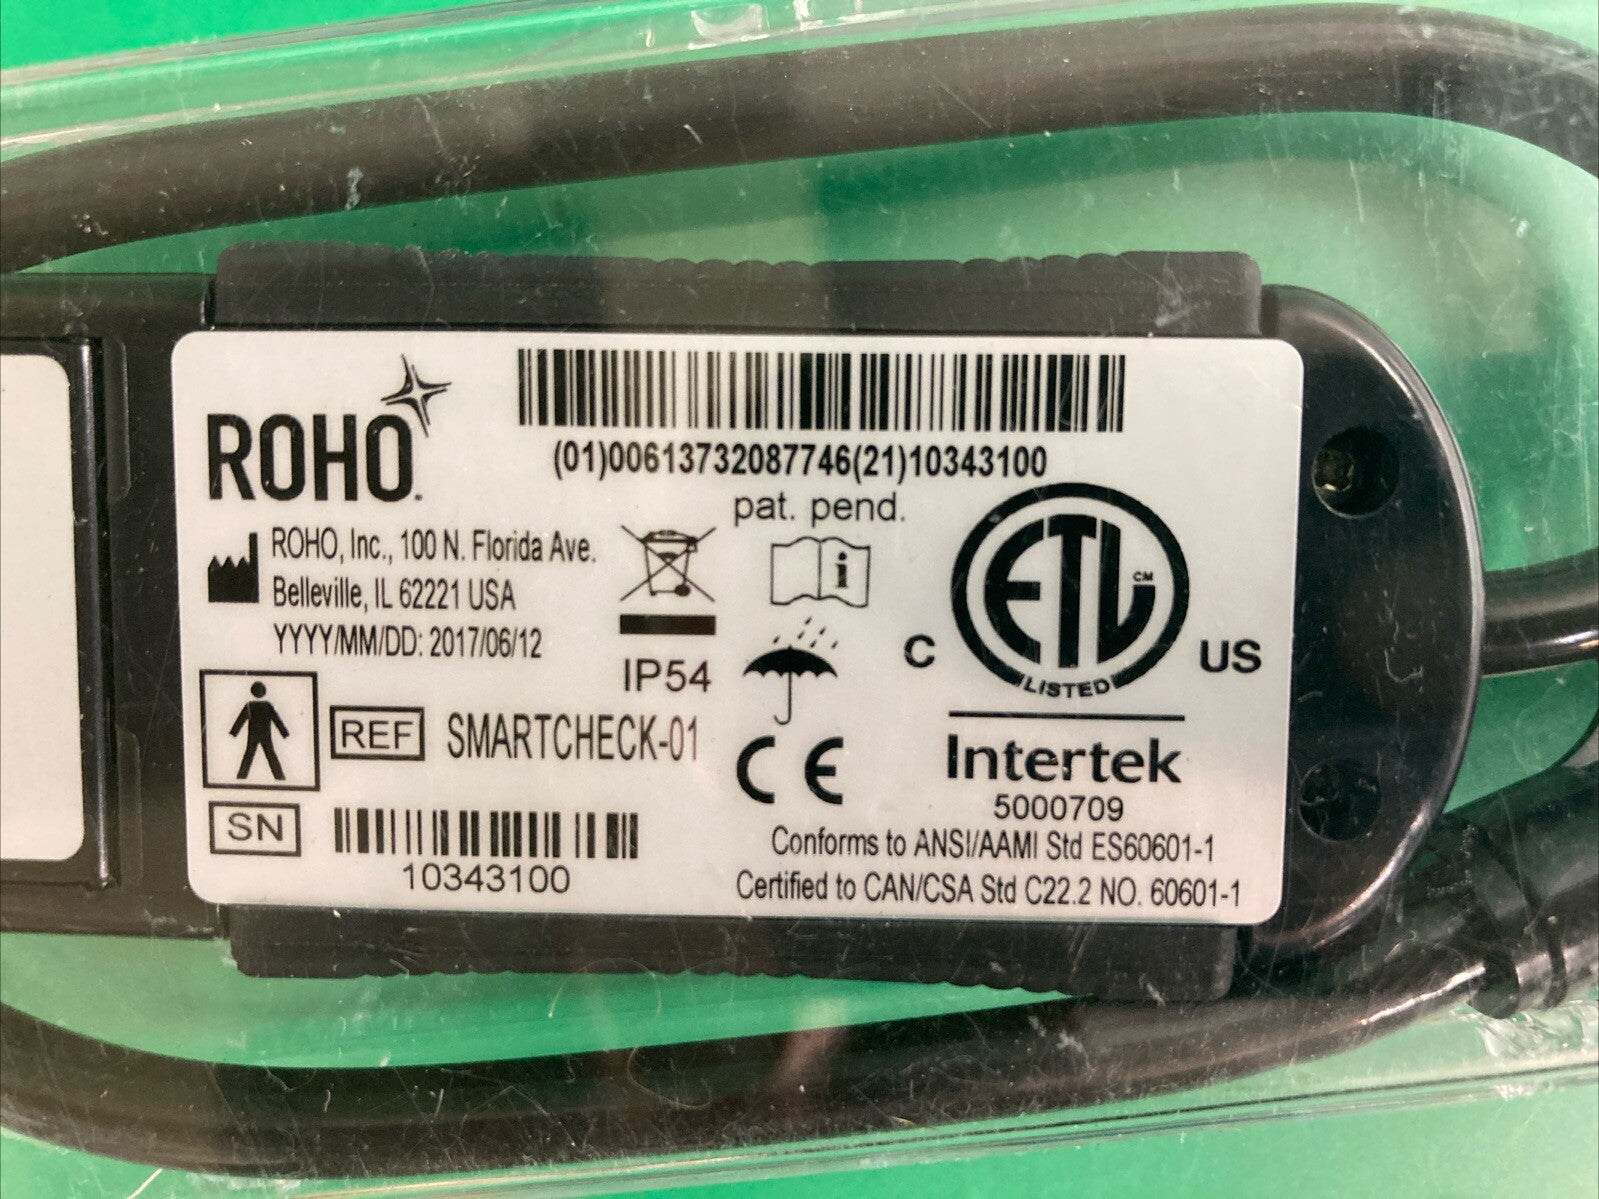 ROHO
(01)00613732087746(21)10343100
pat. pend.
ROHO, Inc., 100 N. Florida Ave.
Belleville, IL 62221 USA
YYYY/MM/DD: 2017/06/12
IP54
REF SMARTCHECK-01
SN
10343100
i
CE
C ETL CM US
LISTED
Intertek
5000709
Conforms to ANSI/AAMI Std ES60601-1
Certified to CAN/CSA Std C22.2 NO. 60601-1